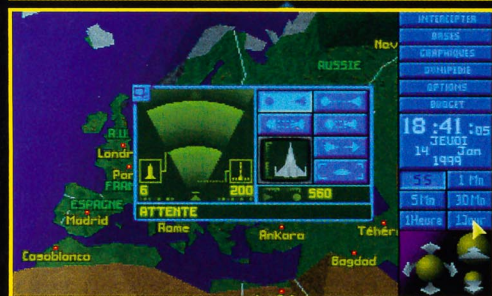 INTERCEPTER
BASES
GRAPHIQUES
OVNIPEDIE
OPTIONS
BUDGET
18:41:05
JEUDI
14 Jan
1999
5S 1Mn
5Mn 30Mn
1Heure 1Jour
Nov
RUSSIE
R.U.
Londr
Par
FRAN
ESPAGNE
Madrid
6 200
560
ATTENTE
Rome
Ankara
Téhér
Casablanca
Bagdad